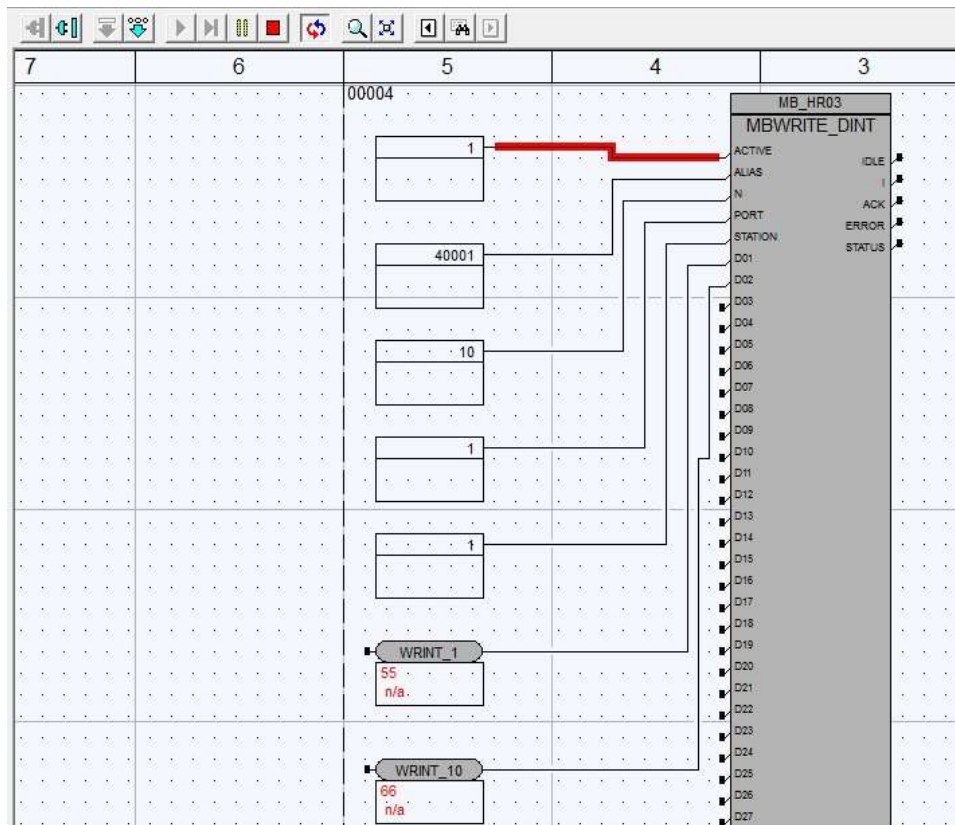 7 6 5 4 3
00004
MB_HR03
MBWRITE_DINT
1
ACTIVE
IDLE
ALIAS
I
N
ACK
PORT
ERROR
STATION
STATUS
40001
D01
D02
D03
D04
10
D05
D06
D07
D08
D09
1
D10
D11
D12
D13
1
D14
D15
D16
D17
D18
WRINT_1
D19
55
D20
n/a
D21
D22
D23
D24
WRINT_10
D25
66
D26
n/a
D27